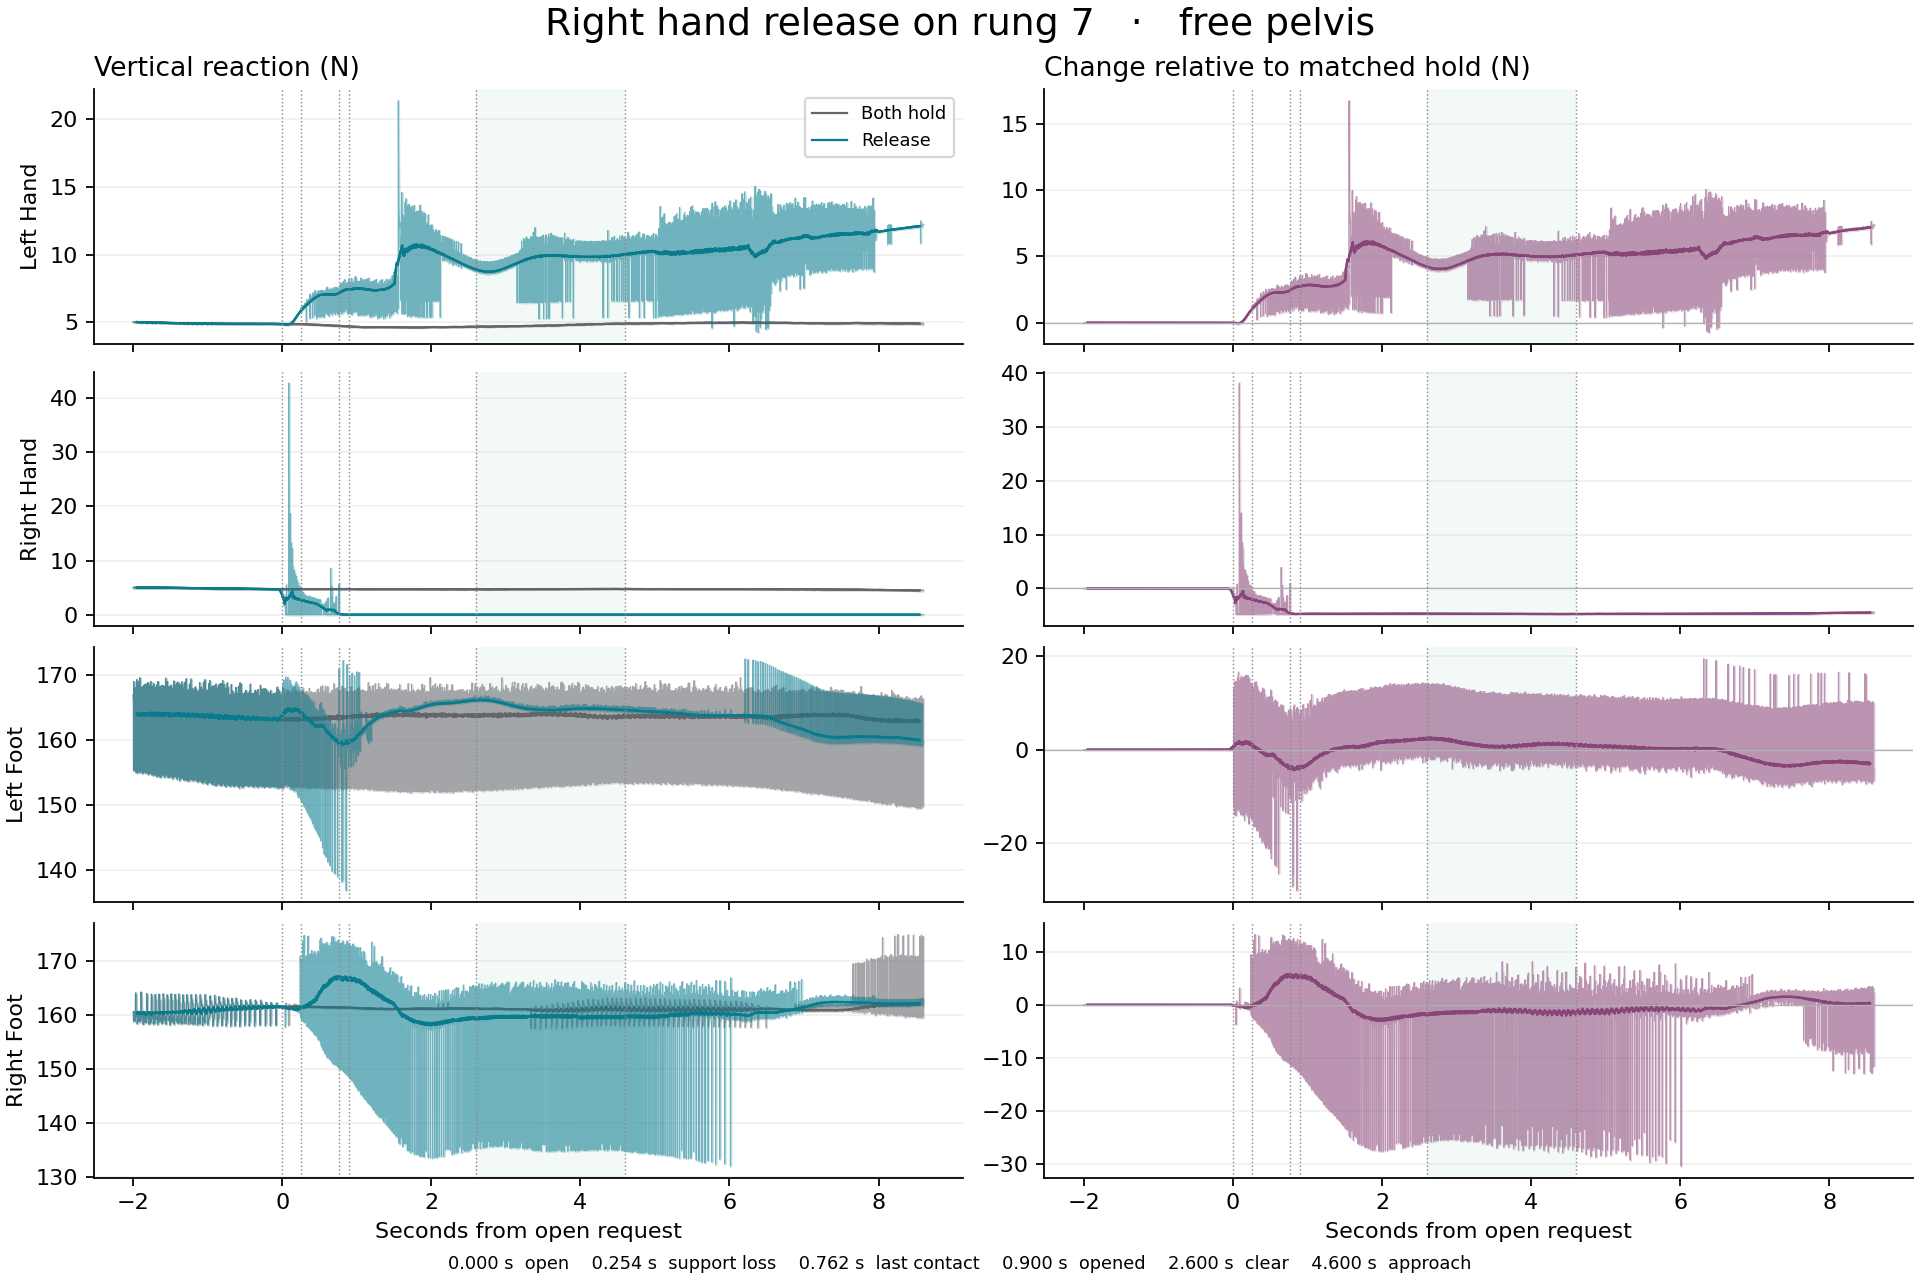 Right hand release on rung 7 · free pelvis
Vertical reaction (N)
Change relative to matched hold (N)
Left Hand
20
15
10
5
Both hold
Release
15
10
5
0
Right Hand
40
30
20
10
0
40
30
20
10
0
Left Foot
170
160
150
140
20
0
−20
Right Foot
170
160
150
140
130
10
0
−10
−20
−30
−2 0 2 4 6 8
−2 0 2 4 6 8
Seconds from open request
Seconds from open request
0.000 s open 0.254 s support loss 0.762 s last contact 0.900 s opened 2.600 s clear 4.600 s approach